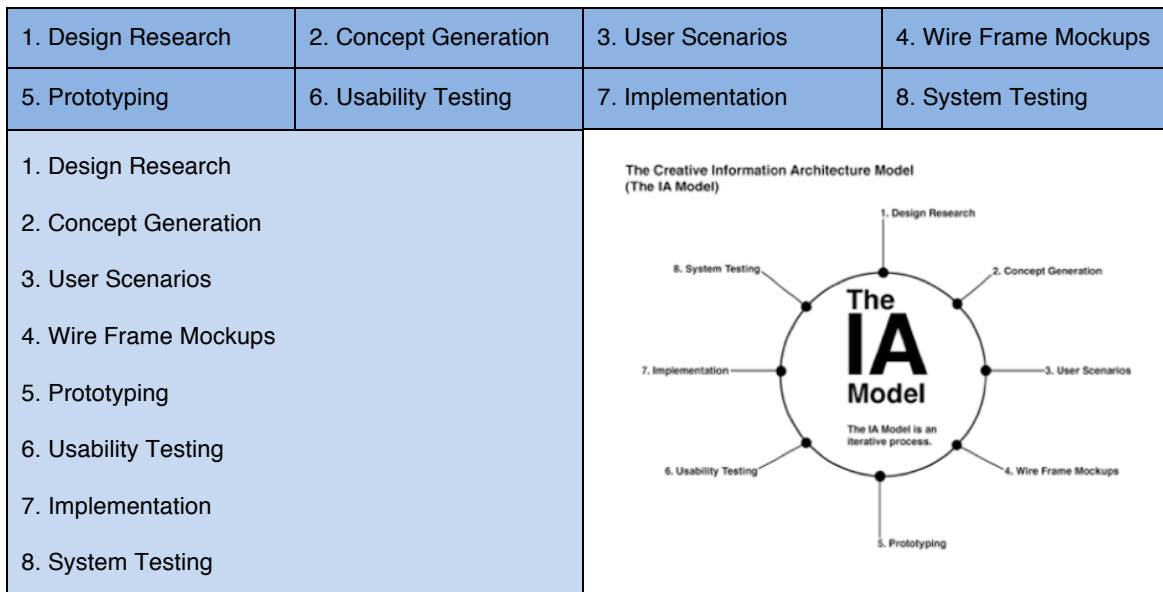 1. Design Research
2. Concept Generation
3. User Scenarios
4. Wire Frame Mockups
5. Prototyping
6. Usability Testing
7. Implementation
8. System Testing
1. Design Research
2. Concept Generation
3. User Scenarios
4. Wire Frame Mockups
5. Prototyping
6. Usability Testing
7. Implementation
8. System Testing
The Creative Information Architecture Model
(The IA Model)
1. Design Research
8. System Testing
2. Concept Generation
The
IA
Model
7. Implementation
3. User Scenarios
The IA Model is an
iterative process.
6. Usability Testing
4. Wire Frame Mockups
5. Prototyping